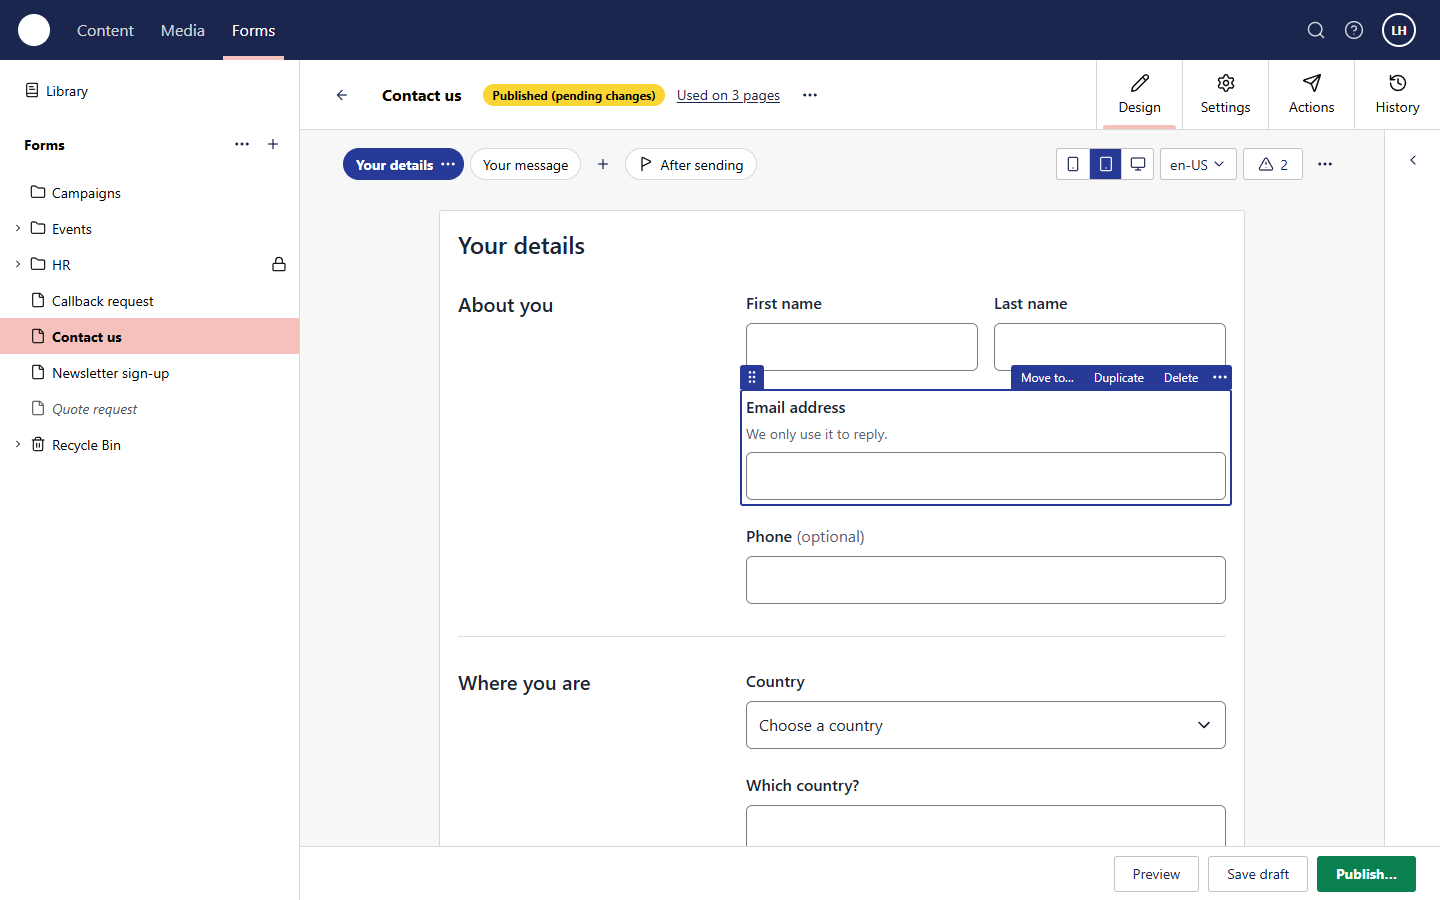 Content Media Forms LH
Library
Forms
Campaigns
Events
HR
Callback request
Contact us
Newsletter sign-up
Quote request
Recycle Bin
Contact us Published (pending changes) Used on 3 pages
Design Settings Actions History
Your details Your message After sending en-US 2
Your details
About you
First name Last name
Move to... Duplicate Delete
Email address
We only use it to reply.
Phone (optional)
Where you are
Country
Choose a country
Which country?
Preview Save draft Publish...